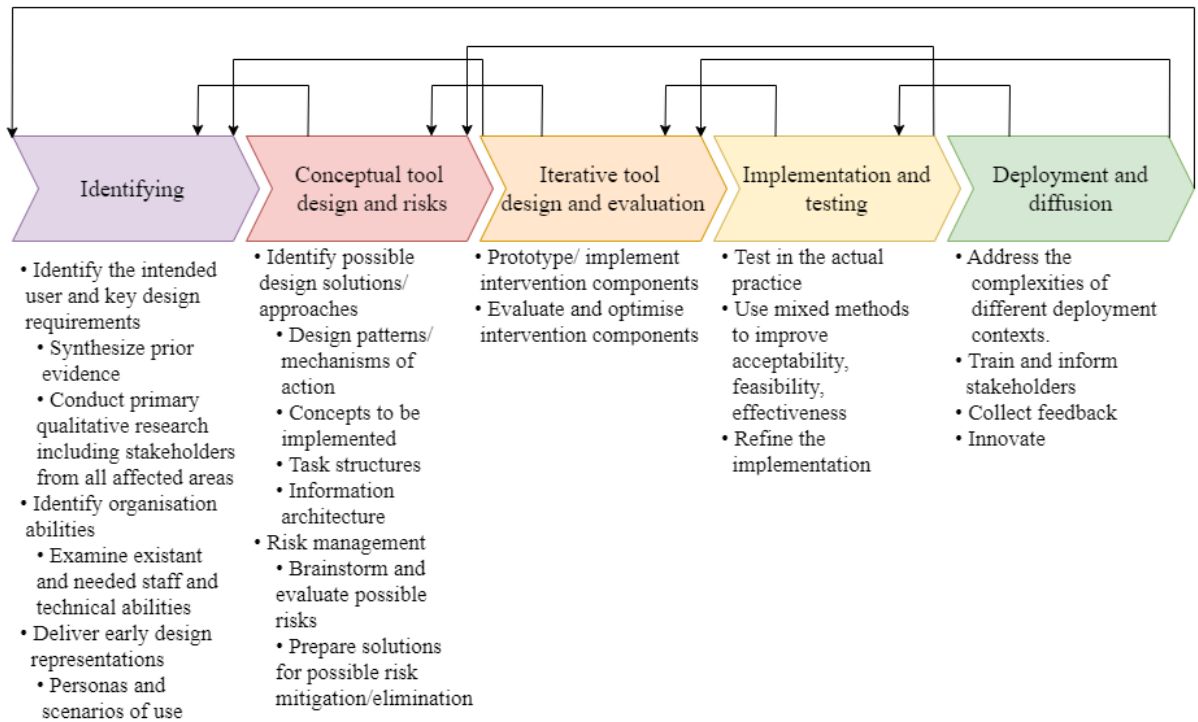 Identifying
Conceptual tool
design and risks
Iterative tool
design and evaluation
Implementation and
testing
Deployment and
diffusion
• Identify the intended
user and key design
requirements
• Synthesize prior
evidence
• Conduct primary
qualitative research
including stakeholders
from all affected areas
• Identify organisation
abilities
• Examine existant
and needed staff and
technical abilities
• Deliver early design
representations
• Personas and
scenarios of use
• Identify possible
design solutions/
approaches
• Design patterns/
mechanisms of
action
• Concepts to be
implemented
• Task structures
• Information
architecture
• Risk management
• Brainstorm and
evaluate possible
risks
• Prepare solutions
for possible risk
mitigation/elimination
• Prototype/ implement
intervention components
• Evaluate and optimise
intervention components
• Test in the actual
practice
• Use mixed methods
to improve
acceptability,
feasibility,
effectiveness
• Refine the
implementation
• Address the
complexities of
different deployment
contexts.
• Train and inform
stakeholders
• Collect feedback
• Innovate